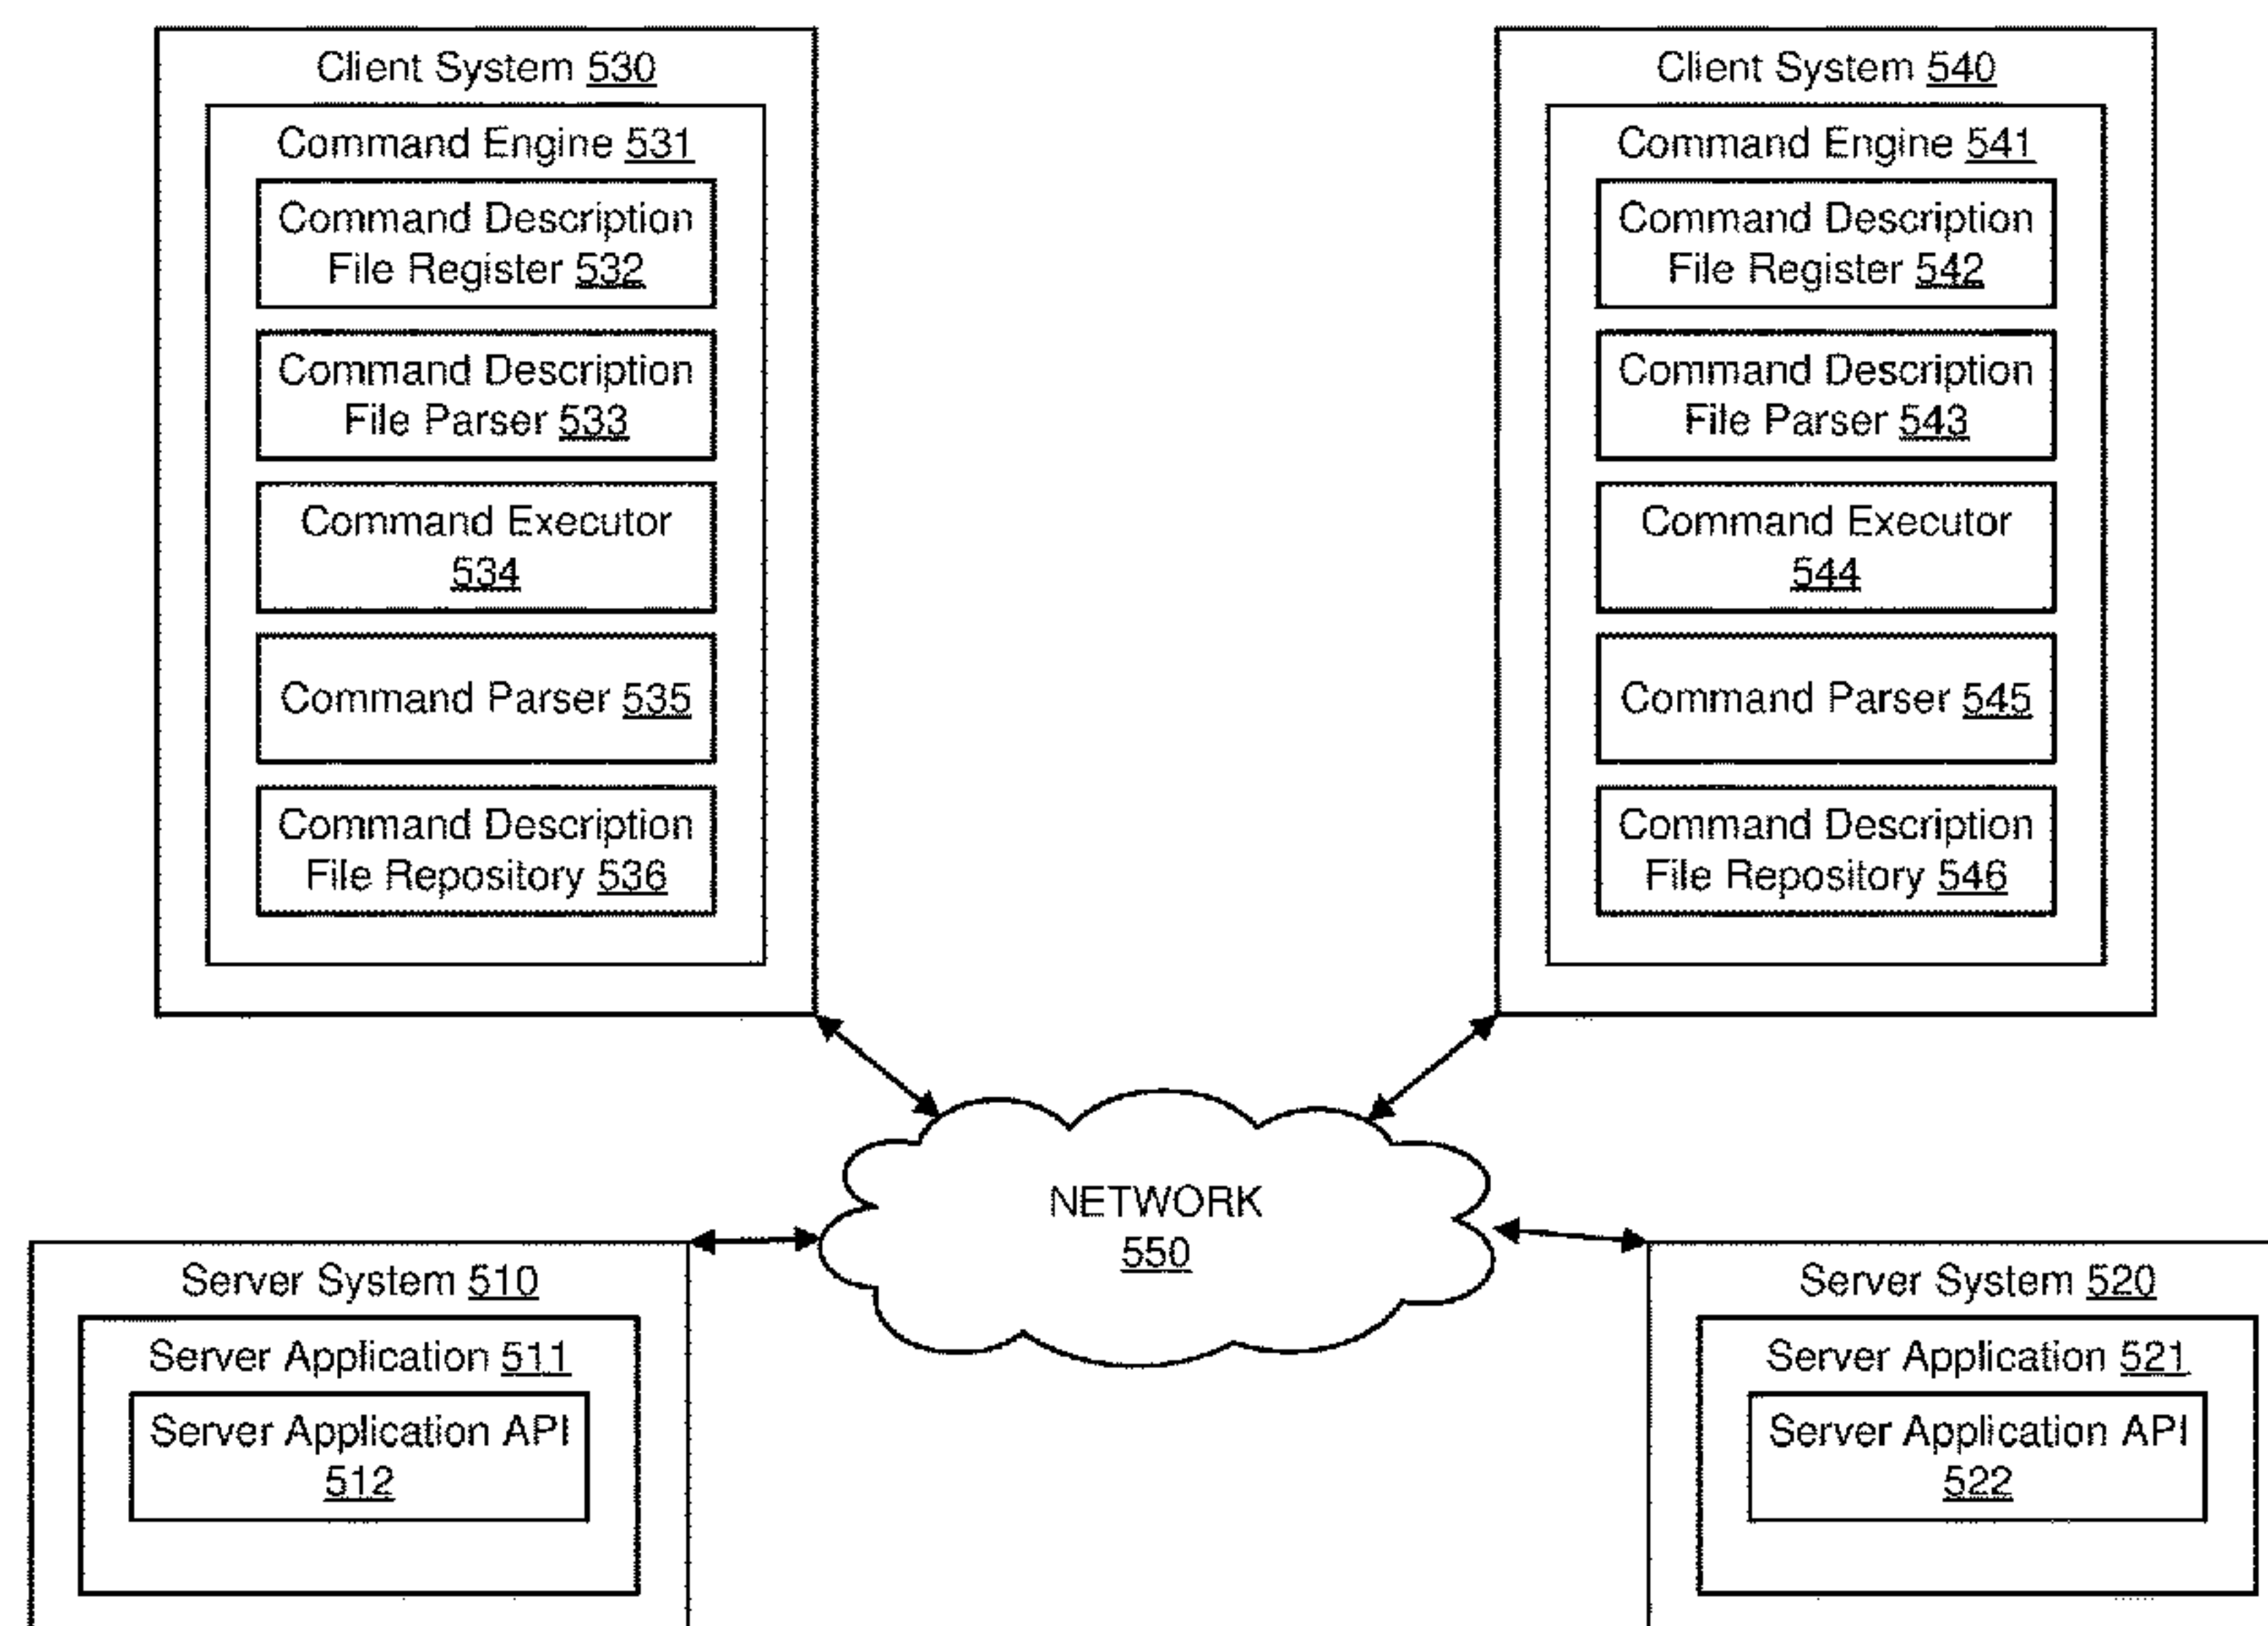 Client System 530
Command Engine 531
Command Description
File Register 532
Command Description
File Parser 533
Command Executor
534
Command Parser 535
Command Description
File Repository 536
Client System 540
Command Engine 541
Command Description
File Register 542
Command Description
File Parser 543
Command Executor
544
Command Parser 545
Command Description
File Repository 546
NETWORK
550
Server System 510
Server Application 511
Server Application API
512
Server System 520
Server Application 521
Server Application API
522